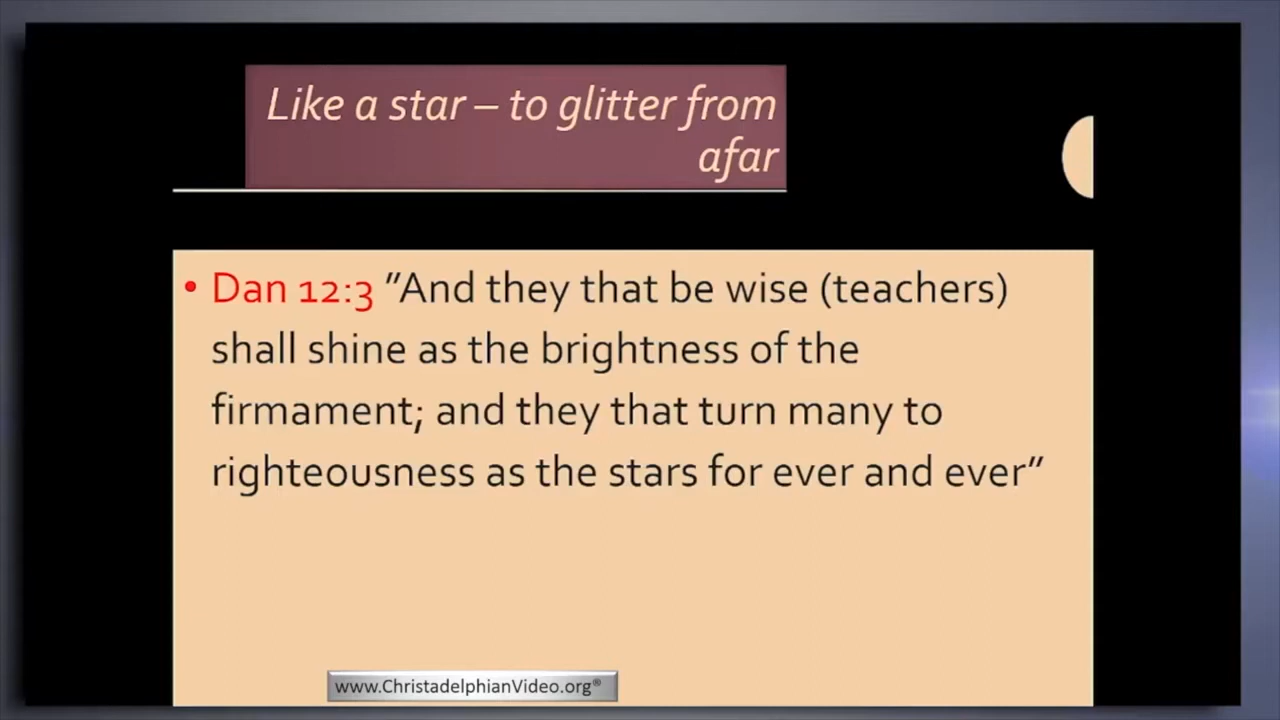 Like a star – to glitter from
afar
• Dan 12:3 "And they that be wise (teachers)
shall shine as the brightness of the
firmament; and they that turn many to
righteousness as the stars for ever and ever"
www.ChristadelphianVideo.org®